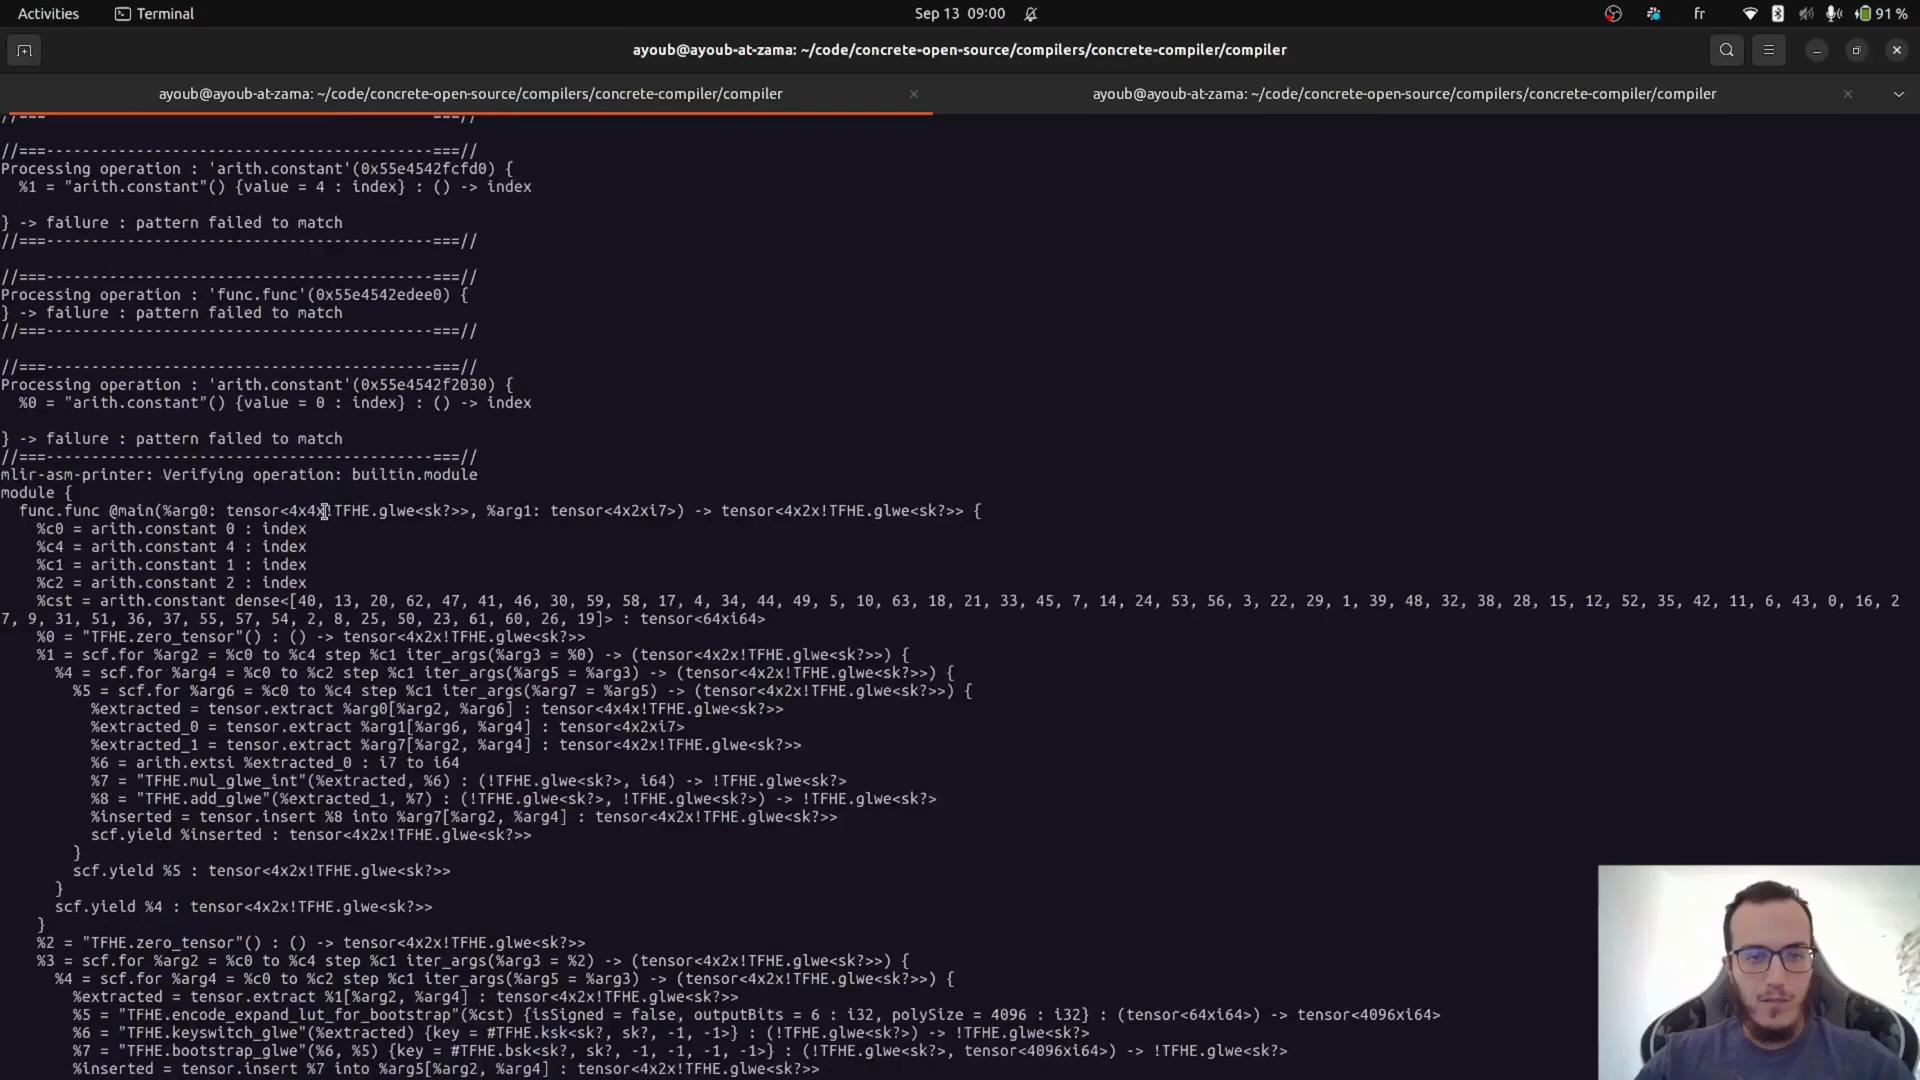 Activities
Terminal
Sep 13 09:00
fr
91 %
ayoub@ayoub-at-zama: ~/code/concrete-open-source/compilers/concrete-compiler/compiler
ayoub@ayoub-at-zama: ~/code/concrete-open-source/compilers/concrete-compiler/compiler
ayoub@ayoub-at-zama: ~/code/concrete-open-source/compilers/concrete-compiler/compiler
//===-------------------------------------------===//
//===-------------------------------------------===//
Processing operation : 'arith.constant'(0x55e4542fcfd0) {
  %1 = "arith.constant"() {value = 4 : index} : () -> index
} -> failure : pattern failed to match
//===-------------------------------------------===//
//===-------------------------------------------===//
Processing operation : 'func.func'(0x55e4542edee0) {
} -> failure : pattern failed to match
//===-------------------------------------------===//
//===-------------------------------------------===//
Processing operation : 'arith.constant'(0x55e4542f2030) {
  %0 = "arith.constant"() {value = 0 : index} : () -> index
} -> failure : pattern failed to match
//===-------------------------------------------===//
mlir-asm-printer: Verifying operation: builtin.module
module {
  func.func @main(%arg0: tensor<4x4x!TFHE.glwe<sk?>>, %arg1: tensor<4x2xi7>) -> tensor<4x2x!TFHE.glwe<sk?>> {
    %c0 = arith.constant 0 : index
    %c4 = arith.constant 4 : index
    %c1 = arith.constant 1 : index
    %c2 = arith.constant 2 : index
    %cst = arith.constant dense<[40, 13, 20, 62, 47, 41, 46, 30, 59, 58, 17, 4, 34, 44, 49, 5, 10, 63, 18, 21, 33, 45, 7, 14, 24, 53, 56, 3, 22, 29, 1, 39, 48, 32, 38, 28, 15, 12, 52, 35, 42, 11, 6, 43, 0, 16, 2
7, 9, 31, 51, 36, 37, 55, 57, 54, 2, 8, 25, 50, 23, 61, 60, 26, 19]> : tensor<64xi64>
    %0 = "TFHE.zero_tensor"() : () -> tensor<4x2x!TFHE.glwe<sk?>>
    %1 = scf.for %arg2 = %c0 to %c4 step %c1 iter_args(%arg3 = %0) -> (tensor<4x2x!TFHE.glwe<sk?>>) {
      %4 = scf.for %arg4 = %c0 to %c2 step %c1 iter_args(%arg5 = %arg3) -> (tensor<4x2x!TFHE.glwe<sk?>>) {
        %5 = scf.for %arg6 = %c0 to %c4 step %c1 iter_args(%arg7 = %arg5) -> (tensor<4x2x!TFHE.glwe<sk?>>) {
          %extracted = tensor.extract %arg0[%arg2, %arg6] : tensor<4x4x!TFHE.glwe<sk?>>
          %extracted_0 = tensor.extract %arg1[%arg6, %arg4] : tensor<4x2xi7>
          %extracted_1 = tensor.extract %arg7[%arg2, %arg4] : tensor<4x2x!TFHE.glwe<sk?>>
          %6 = arith.extsi %extracted_0 : i7 to i64
          %7 = "TFHE.mul_glwe_int"(%extracted, %6) : (!TFHE.glwe<sk?>, i64) -> !TFHE.glwe<sk?>
          %8 = "TFHE.add_glwe"(%extracted_1, %7) : (!TFHE.glwe<sk?>, !TFHE.glwe<sk?>) -> !TFHE.glwe<sk?>
          %inserted = tensor.insert %8 into %arg7[%arg2, %arg4] : tensor<4x2x!TFHE.glwe<sk?>>
          scf.yield %inserted : tensor<4x2x!TFHE.glwe<sk?>>
        }
        scf.yield %5 : tensor<4x2x!TFHE.glwe<sk?>>
      }
      scf.yield %4 : tensor<4x2x!TFHE.glwe<sk?>>
    }
    %2 = "TFHE.zero_tensor"() : () -> tensor<4x2x!TFHE.glwe<sk?>>
    %3 = scf.for %arg2 = %c0 to %c4 step %c1 iter_args(%arg3 = %2) -> (tensor<4x2x!TFHE.glwe<sk?>>) {
      %4 = scf.for %arg4 = %c0 to %c2 step %c1 iter_args(%arg5 = %arg3) -> (tensor<4x2x!TFHE.glwe<sk?>>) {
        %extracted = tensor.extract %1[%arg2, %arg4] : tensor<4x2x!TFHE.glwe<sk?>>
        %5 = "TFHE.encode_expand_lut_for_bootstrap"(%cst) {isSigned = false, outputBits = 6 : i32, polySize = 4096 : i32} : (tensor<64xi64>) -> tensor<4096xi64>
        %6 = "TFHE.keyswitch_glwe"(%extracted) {key = #TFHE.ksk<sk?, sk?, -1, -1>} : (!TFHE.glwe<sk?>) -> !TFHE.glwe<sk?>
        %7 = "TFHE.bootstrap_glwe"(%6, %5) {key = #TFHE.bsk<sk?, sk?, -1, -1, -1, -1>} : (!TFHE.glwe<sk?>, tensor<4096xi64>) -> !TFHE.glwe<sk?>
        %inserted = tensor.insert %7 into %arg5[%arg2, %arg4] : tensor<4x2x!TFHE.glwe<sk?>>